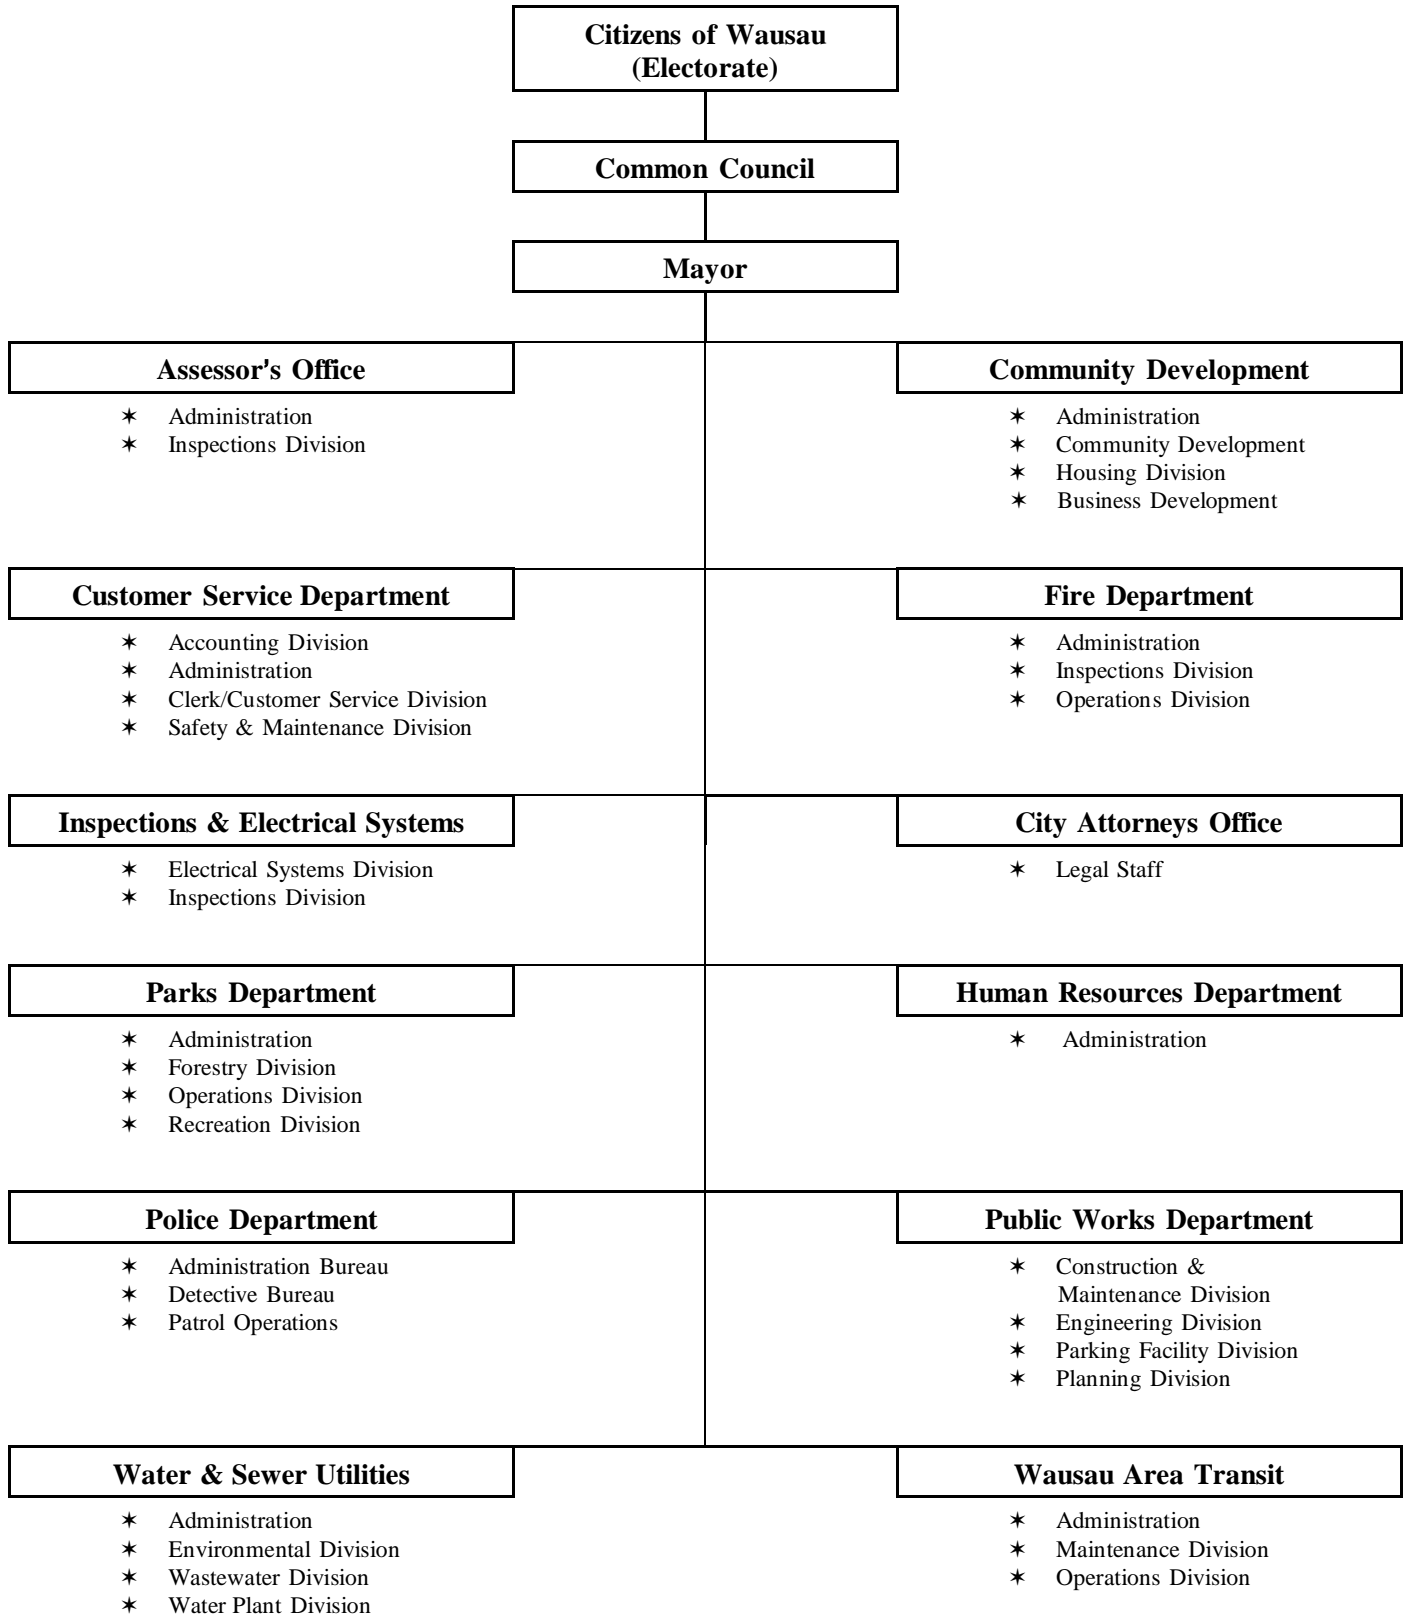 Citizens of Wausau
(Electorate)
Common Council
Mayor
Assessor's Office
✶ Administration
✶ Inspections Division
Community Development
✶ Administration
✶ Community Development
✶ Housing Division
✶ Business Development
Customer Service Department
✶ Accounting Division
✶ Administration
✶ Clerk/Customer Service Division
✶ Safety & Maintenance Division
Fire Department
✶ Administration
✶ Inspections Division
✶ Operations Division
Inspections & Electrical Systems
✶ Electrical Systems Division
✶ Inspections Division
City Attorneys Office
✶ Legal Staff
Parks Department
✶ Administration
✶ Forestry Division
✶ Operations Division
✶ Recreation Division
Human Resources Department
✶ Administration
Police Department
✶ Administration Bureau
✶ Detective Bureau
✶ Patrol Operations
Public Works Department
✶ Construction &
Maintenance Division
✶ Engineering Division
✶ Parking Facility Division
✶ Planning Division
Water & Sewer Utilities
✶ Administration
✶ Environmental Division
✶ Wastewater Division
✶ Water Plant Division
Wausau Area Transit
✶ Administration
✶ Maintenance Division
✶ Operations Division